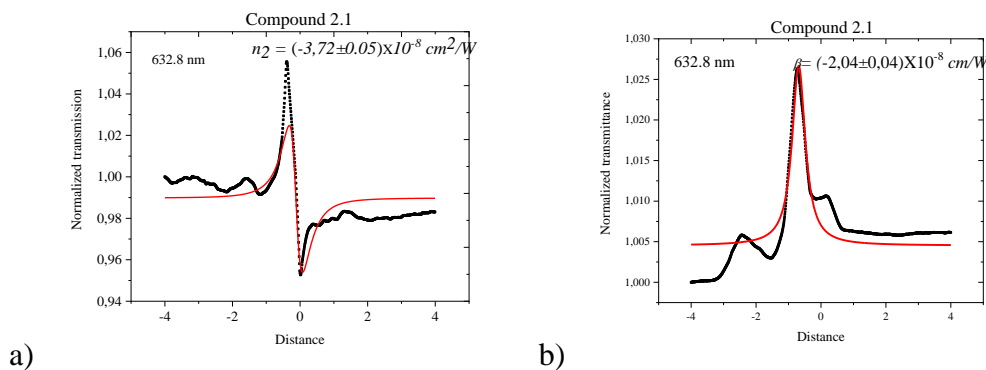 Compound 2.1
n2 = (-3,72±0.05)x10-8 cm2/W
632.8 nm
1,06
1,04
1,02
1,00
0,98
0,96
0,94
Normalized transmission
-4
-2
0
2
4
Distance
a)
Compound 2.1
632.8 nm
β= (-2,04±0,04)X10-8 cm/W
1,030
1,025
1,020
1,015
1,010
1,005
1,000
Normalized transmittance
-4
-2
0
2
4
Distance
b)